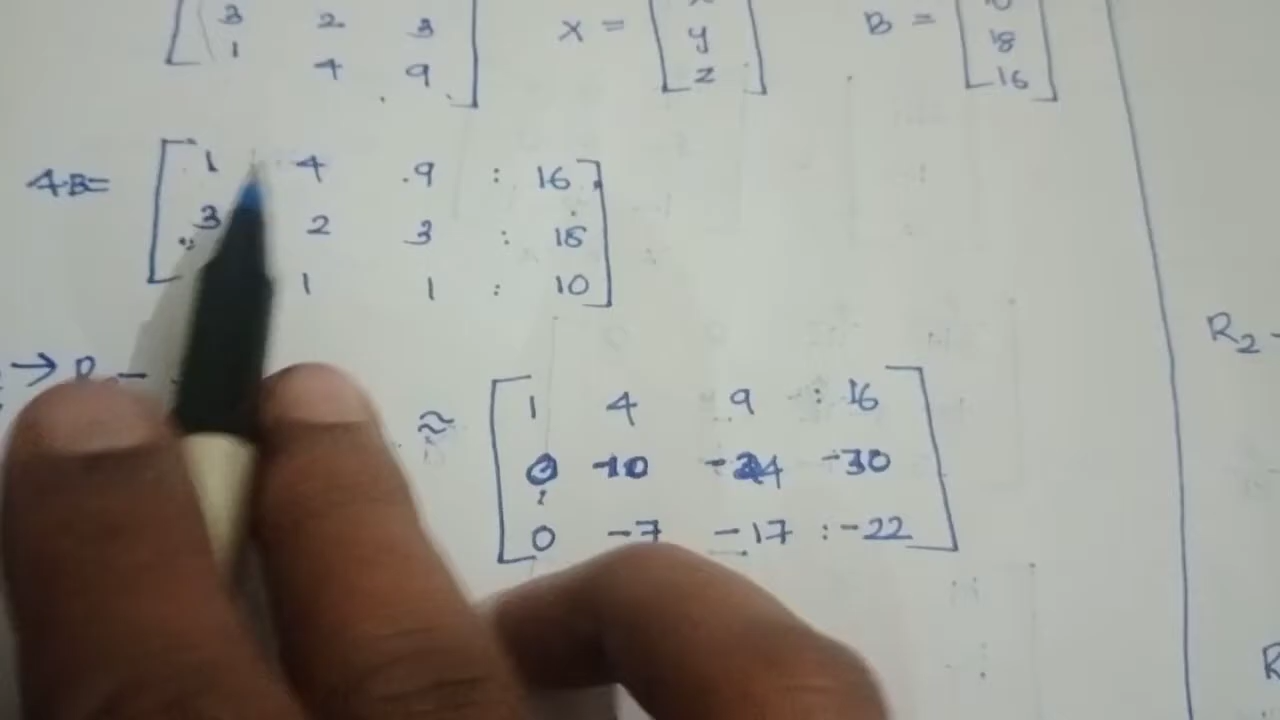 3 2 3 X = y B = 18
1 4 9 z 16
AB= 1 4 .9 : 16
3 2 3 : 18
1 1 : 10
→ R -
≈ 1 4 9 : 16
0 -10 -24 -30
0 -7 -17 : -22
R2 -
R